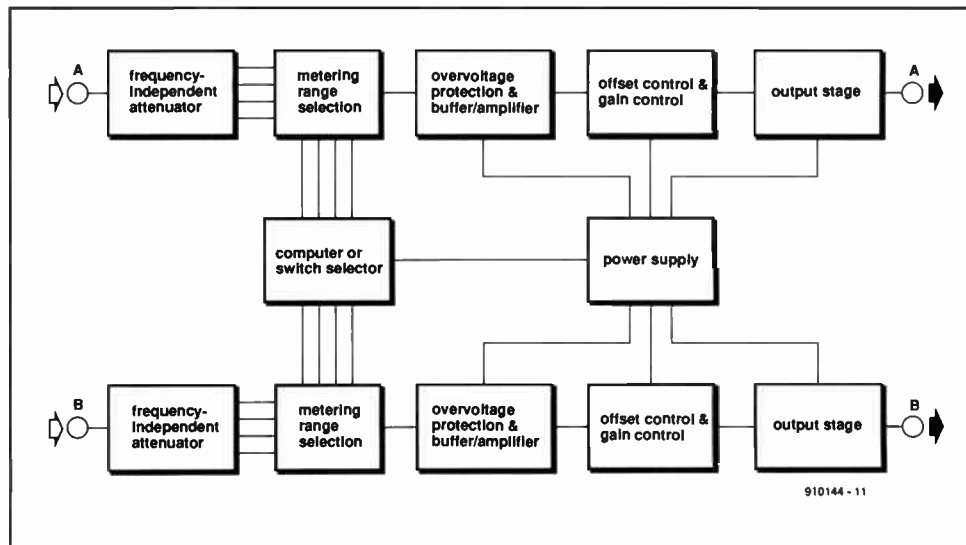 A
frequency-
independent
attenuator
metering
range
selection
overvoltage
protection &
buffer/amplifier
offset control &
gain control
output stage
A
computer or
switch selector
power supply
B
frequency-
independent
attenuator
metering
range
selection
overvoltage
protection &
buffer/amplifier
offset control &
gain control
output stage
B
910144 - 11